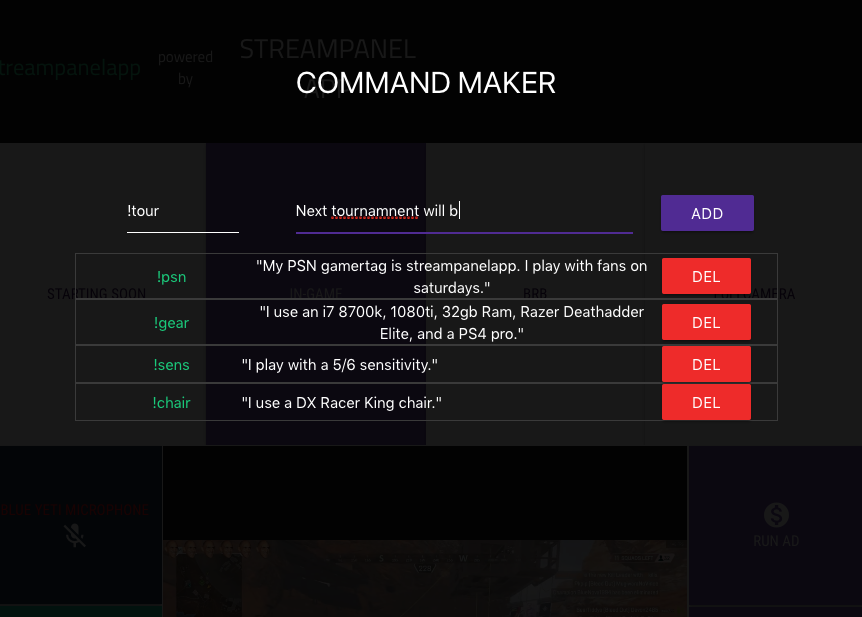 STREAMPANEL
powered
treampanelapp
by
COMMAND MAKER
!tour
Next tournamnent will b
ADD
!psn
"My PSN gamertag is streampanelapp. I play with fans on
saturdays."
DEL
STARTING SOON
IN-GAME
BRB
CAMERA
!gear
"I use an i7 8700k, 1080ti, 32gb Ram, Razer Deathadder
Elite, and a PS4 pro."
DEL
!sens
"I play with a 5/6 sensitivity."
DEL
!chair
"I use a DX Racer King chair."
DEL
RUN AD